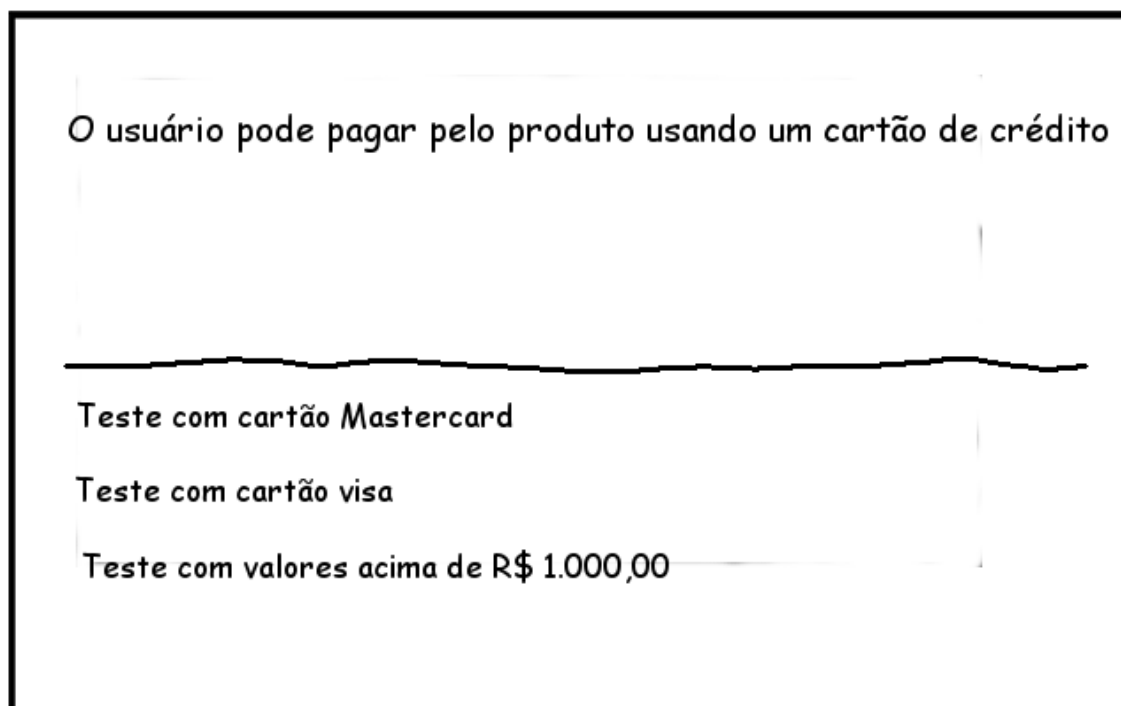 O usuário pode pagar pelo produto usando um cartão de crédito
Teste com cartão Mastercard
Teste com cartão visa
Teste com valores acima de R$ 1.000,00